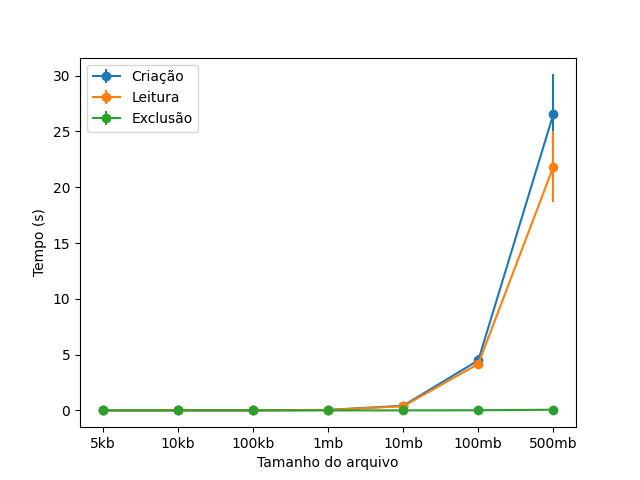 Criação
Leitura
Exclusão
30
25
20
15
10
5
0
Tempo (s)
5kb 10kb 100kb 1mb 10mb 100mb 500mb
Tamanho do arquivo